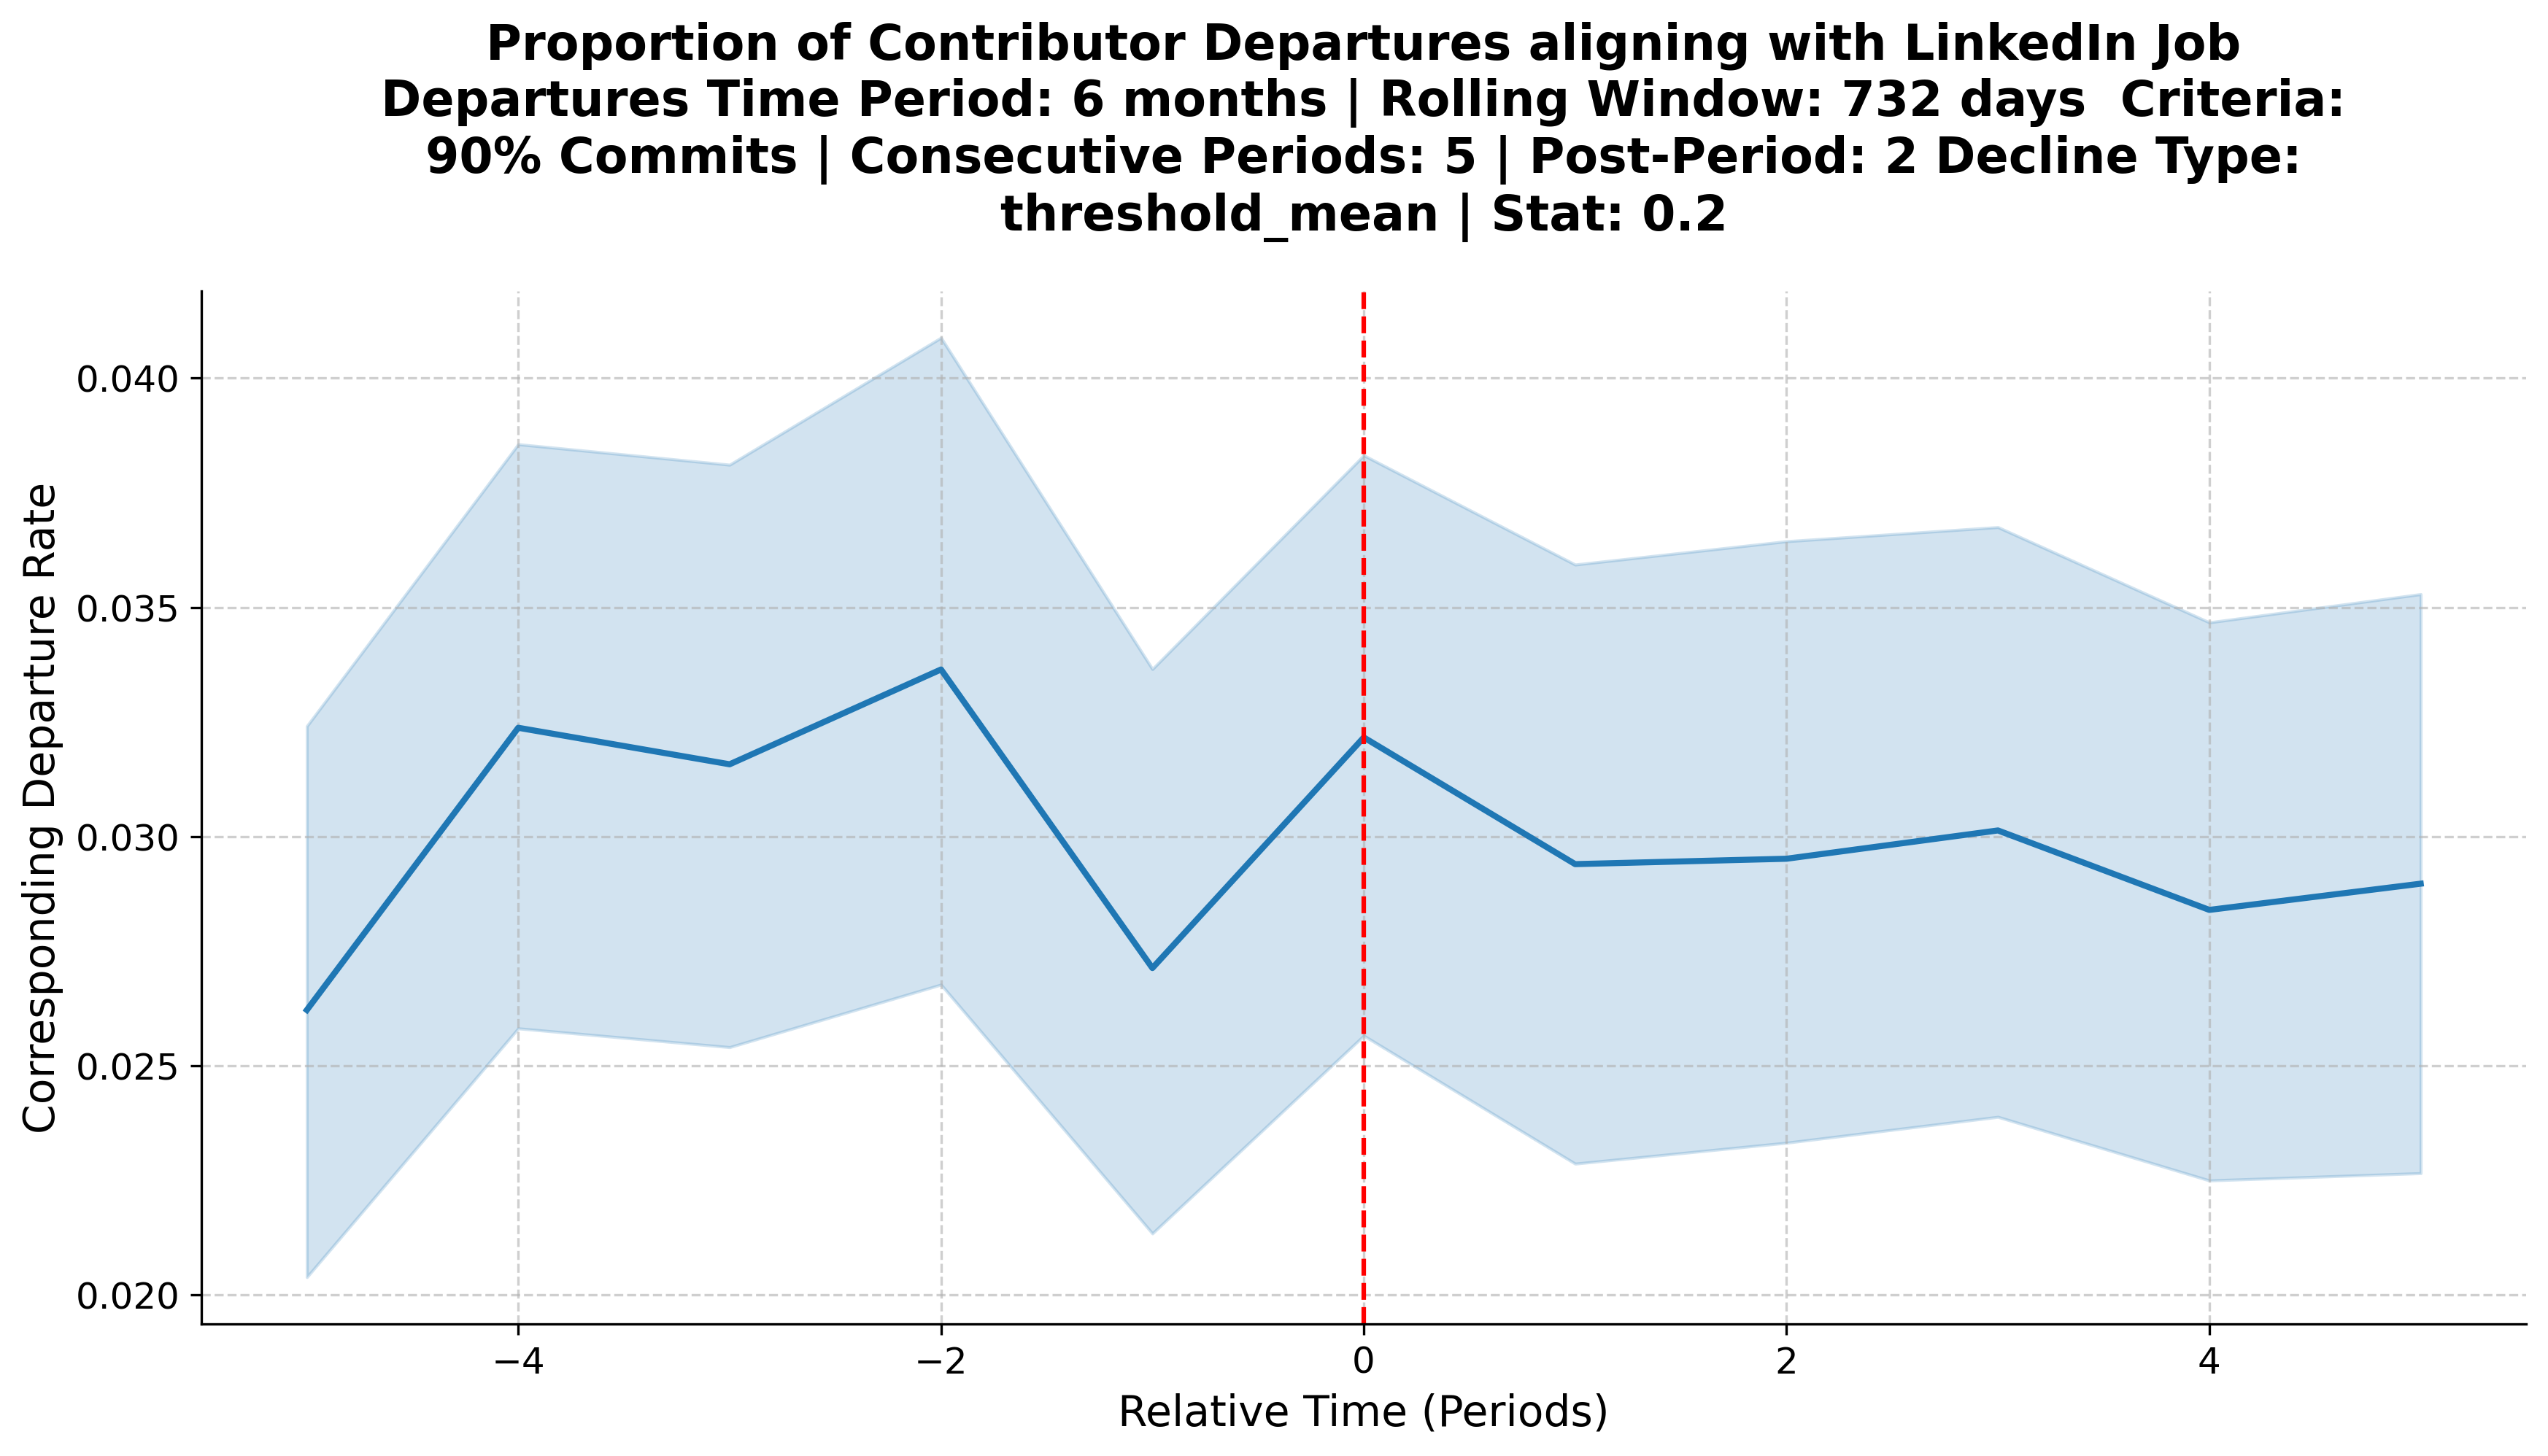 Proportion of Contributor Departures aligning with LinkedIn Job
Departures Time Period: 6 months | Rolling Window: 732 days  Criteria:
90% Commits | Consecutive Periods: 5 | Post-Period: 2 Decline Type:
threshold_mean | Stat: 0.2
Corresponding Departure Rate
0.040
0.035
0.030
0.025
0.020
−4
−2
0
2
4
Relative Time (Periods)